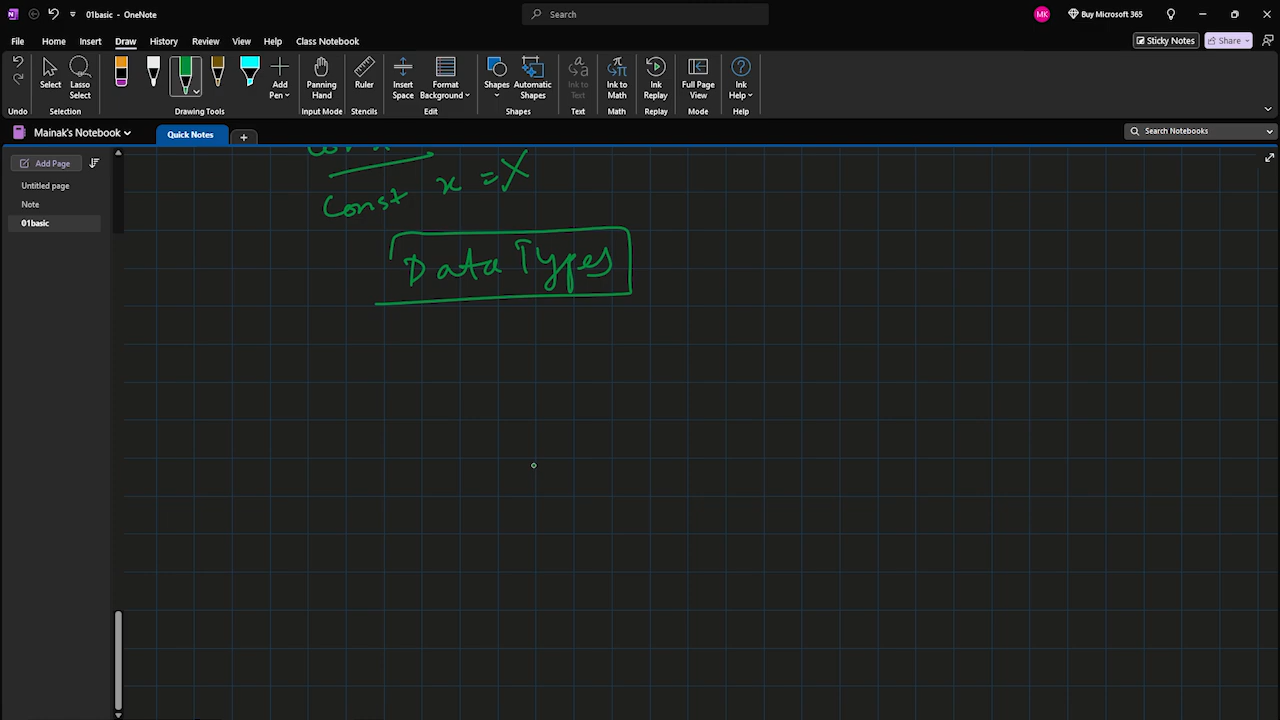 01basic - OneNote
Search
MK
Buy Microsoft 365
File Home Insert Draw History Review View Help Class Notebook
Sticky Notes
Share
Undo
Select
Lasso Select
Selection
Drawing Tools
Add Pen
Panning Hand
Input Mode
Ruler
Stencils
Insert Space
Format Background
Edit
Shapes
Automatic Shapes
Shapes
Ink to Text
Text
Ink to Math
Math
Ink Replay
Replay
Full Page View
Mode
Ink Help
Help
Mainak's Notebook
Quick Notes
Search Notebooks
Add Page
Untitled page
Note
01basic
Const x =
Data Types